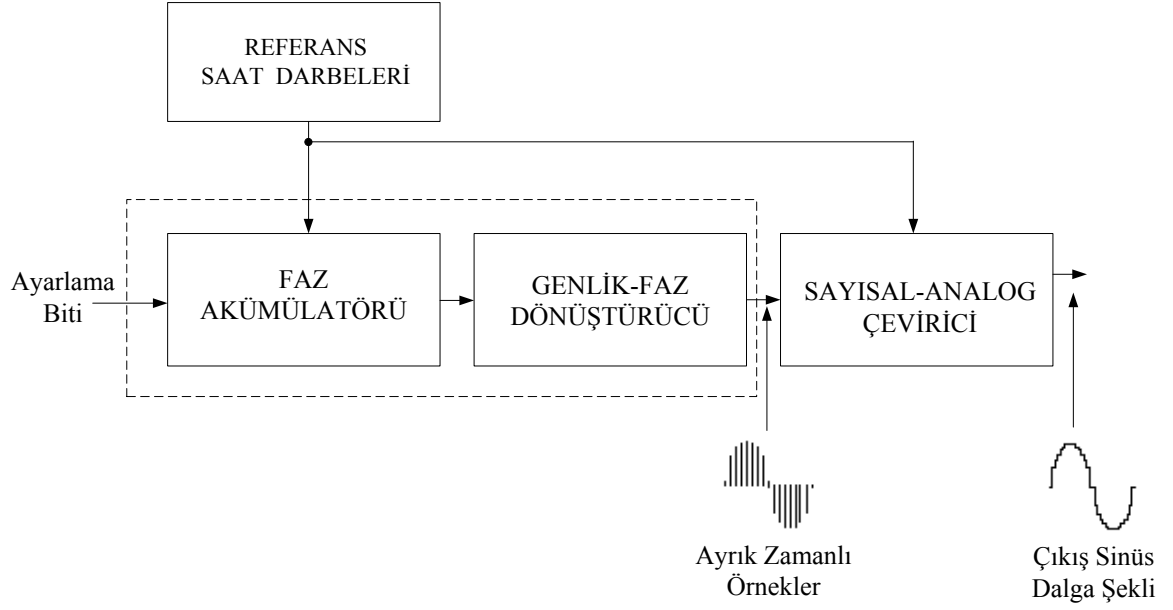 REFERANS
SAAT DARBELERİ
Ayarlama
Biti
FAZ
AKÜMÜLATÖRÜ
GENLİK-FAZ
DÖNÜŞTÜRÜCÜ
SAYISAL-ANALOG
ÇEVİRİCİ
Ayrık Zamanlı
Örnekler
Çıkış Sinüs
Dalga Şekli